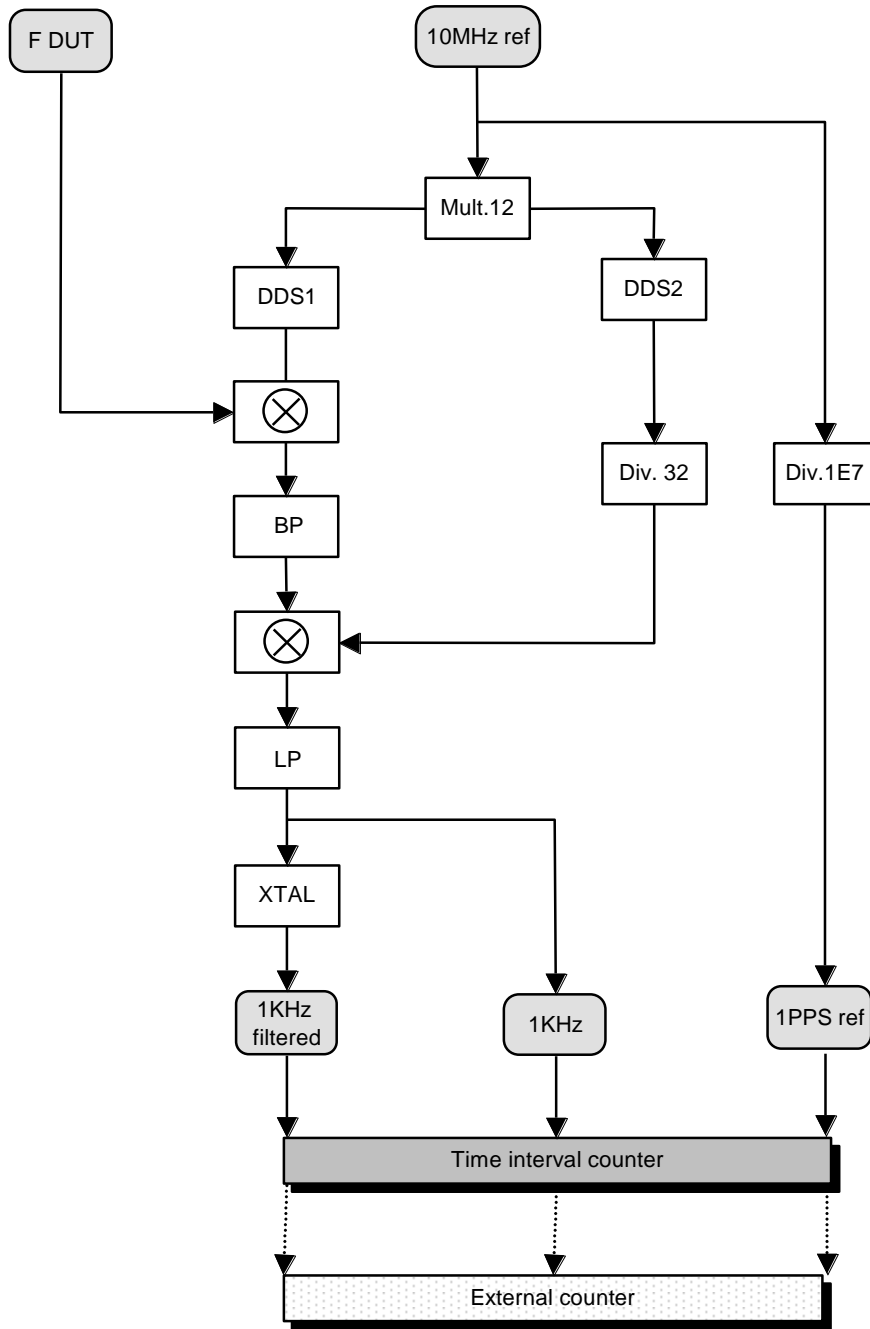 F DUT
10MHz ref
Mult.12
DDS1
DDS2
Div. 32
Div.1E7
BP
LP
XTAL
1KHz
filtered
1KHz
1PPS ref
Time interval counter
External counter